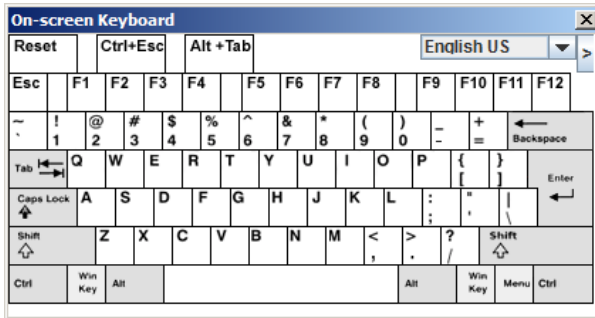 On-screen Keyboard X
Reset Ctrl+Esc Alt +Tab English US >
Esc F1 F2 F3 F4 F5 F6 F7 F8 F9 F10 F11 F12
~ ! @ # $ % ^ & * ( ) _ +
` 1 2 3 4 5 6 7 8 9 0 - = Backspace
Tab Q W E R T Y U I O P { }
[ ] Enter
Caps Lock A S D F G H J K L : " |
; ' \
Shift Z X C V B N M < > ? Shift
, . /
Ctrl Win Key Alt Alt Win Key Menu Ctrl